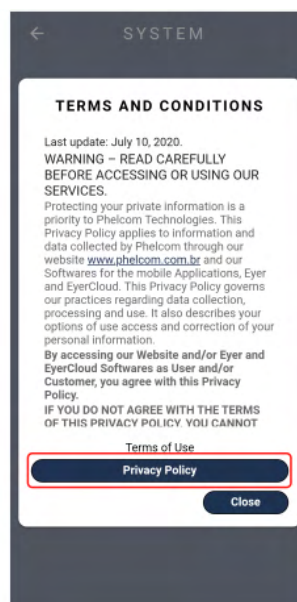 SYSTEM
TERMS AND CONDITIONS
Last update: July 10, 2020.
WARNING – READ CAREFULLY
BEFORE ACCESSING OR USING OUR
SERVICES.
Protecting your private information is a
priority to Phelcom Technologies. This
Privacy Policy applies to information and
data collected by Phelcom through our
website www.phelcom.com.br and our
Softwares for the mobile Applications, Eyer
and EyerCloud. This Privacy Policy governs
our practices regarding data collection,
processing and use. It also describes your
options of use access and correction of your
personal information.
By accessing our Website and/or Eyer and
EyerCloud Softwares as User and/or
Customer, you agree with this Privacy
Policy.
IF YOU DO NOT AGREE WITH THE TERMS
OF THIS PRIVACY POLICY, YOU CANNOT
Terms of Use
Privacy Policy
Close